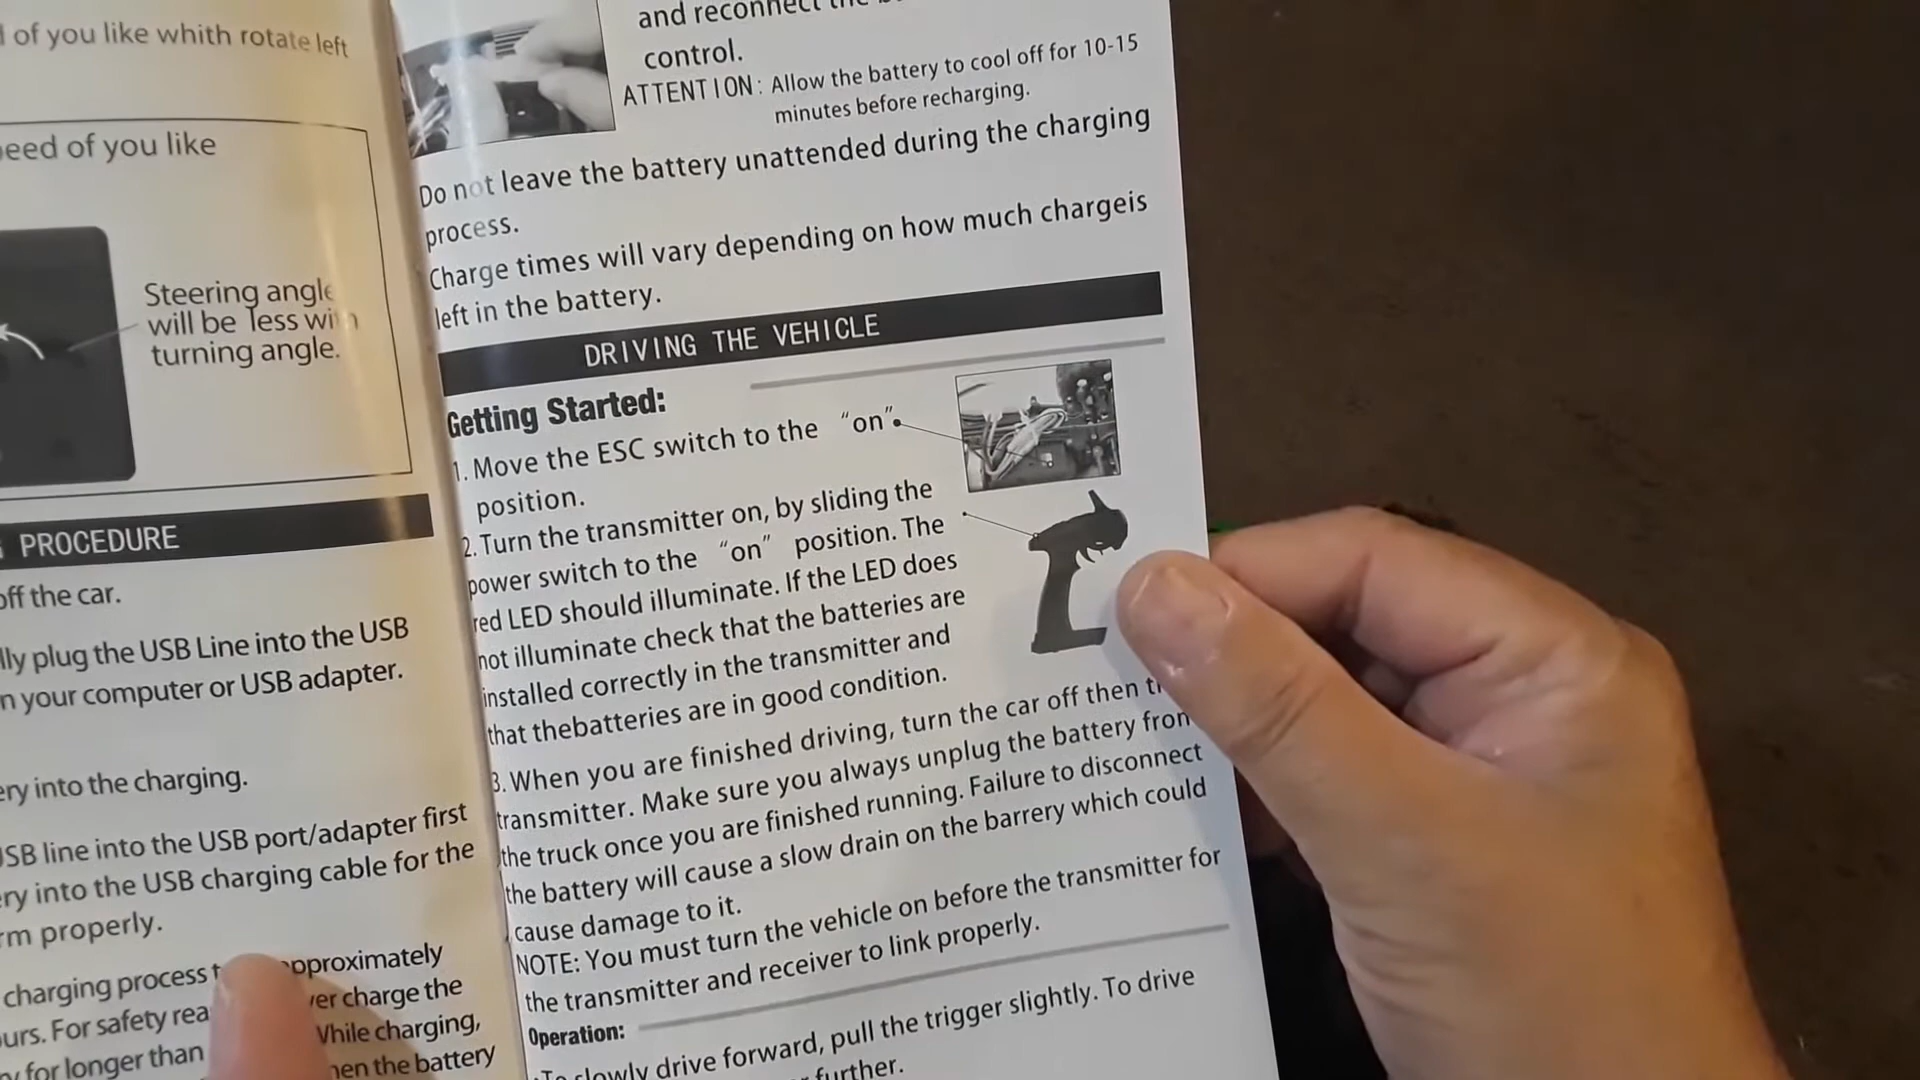 of you like whith rotate left
eed of you like
Steering angle
will be less with
turning angle.
PROCEDURE
off the car.
lly plug the USB Line into the USB
n your computer or USB adapter.
ery into the charging.
USB line into the USB port/adapter first
ery into the USB charging cable for the
rm properly.
charging process approximately
urs. For safety rea ver charge the
While charging,
y for longer than hen the battery
and reconnect the
control.
ATTENTION: Allow the battery to cool off for 10-15
minutes before recharging.
Do not leave the battery unattended during the charging
process.
Charge times will vary depending on how much chargeis
left in the battery.
DRIVING THE VEHICLE
Getting Started:
1. Move the ESC switch to the “on”
position.
2. Turn the transmitter on, by sliding the
power switch to the “on” position. The
red LED should illuminate. If the LED does
not illuminate check that the batteries are
installed correctly in the transmitter and
that thebatteries are in good condition.
3. When you are finished driving, turn the car off then th
transmitter. Make sure you always unplug the battery from
the truck once you are finished running. Failure to disconnect
the battery will cause a slow drain on the barrery which could
cause damage to it.
NOTE: You must turn the vehicle on before the transmitter for
the transmitter and receiver to link properly.
Operation:
·To slowly drive forward, pull the trigger slightly. To drive
further.